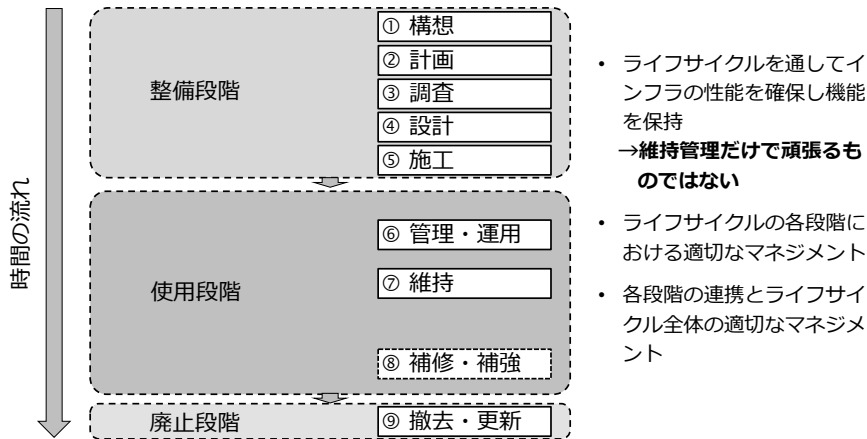 時間の流れ
整備段階
① 構想
② 計画
③ 調査
④ 設計
⑤ 施工
使用段階
⑥ 管理・運用
⑦ 維持
⑧ 補修・補強
廃止段階
⑨ 撤去・更新
• ライフサイクルを通してイ
ンフラの性能を確保し機能
を保持
→維持管理だけで頑張るも
のではない
• ライフサイクルの各段階に
おける適切なマネジメント
• 各段階の連携とライフサイ
クル全体の適切なマネジメ
ント